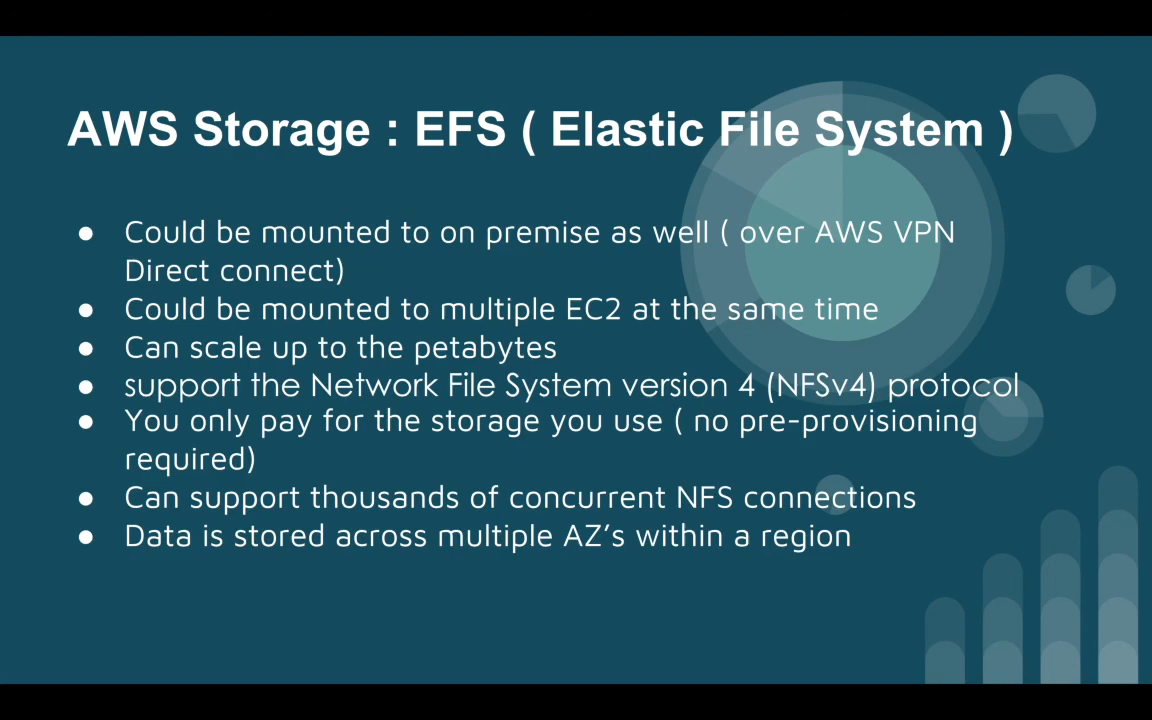 AWS Storage : EFS ( Elastic File System )
● Could be mounted to on premise as well ( over AWS VPN
Direct connect)
● Could be mounted to multiple EC2 at the same time
● Can scale up to the petabytes
● support the Network File System version 4 (NFSv4) protocol
● You only pay for the storage you use ( no pre-provisioning
required)
● Can support thousands of concurrent NFS connections
● Data is stored across multiple AZ’s within a region